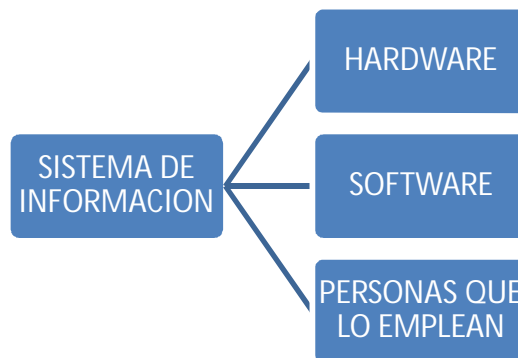 HARDWARE
SISTEMA DE
INFORMACION
SOFTWARE
PERSONAS QUE
LO EMPLEAN